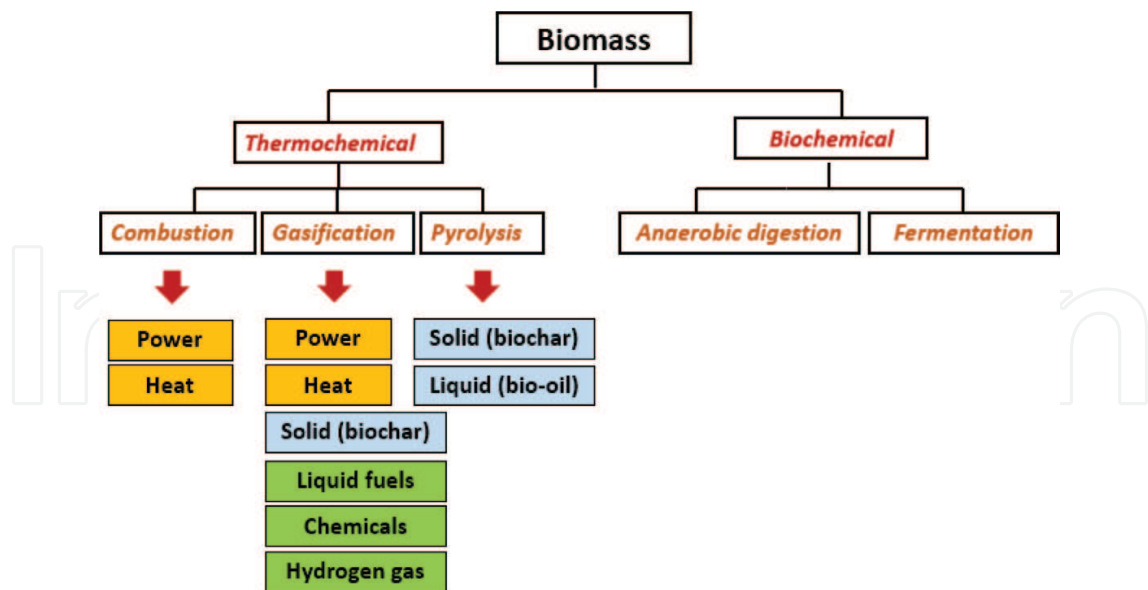 Biomass
Thermochemical
Biochemical
Combustion
Gasification
Pyrolysis
Anaerobic digestion
Fermentation
Power
Heat
Power
Heat
Solid (biochar)
Liquid fuels
Chemicals
Hydrogen gas
Solid (biochar)
Liquid (bio-oil)